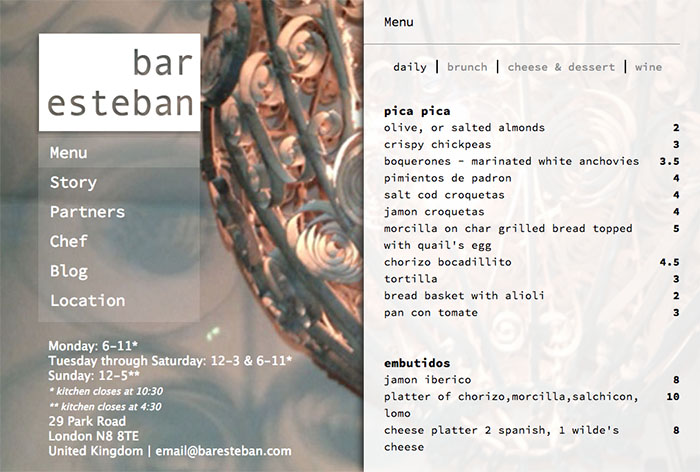 bar
esteban
Menu
Story
Partners
Chef
Blog
Location
Monday: 6-11*
Tuesday through Saturday: 12-3 & 6-11*
Sunday: 12-5**
* kitchen closes at 10:30
** kitchen closes at 4:30
29 Park Road
London N8 8TE
United Kingdom | email@baresteban.com
Menu
daily | brunch | cheese & dessert | wine
pica pica
olive, or salted almonds 2
crispy chickpeas 3
boquerones - marinated white anchovies 3.5
pimientos de padron 4
salt cod croquetas 4
jamon croquetas 4
morcilla on char grilled bread topped 5
with quail's egg
chorizo bocadillito 4.5
tortilla 3
bread basket with alioli 2
pan con tomate 3
embutidos
jamon iberico 8
platter of chorizo,morcilla,salchicon, 10
lomo
cheese platter 2 spanish, 1 wilde's 8
cheese